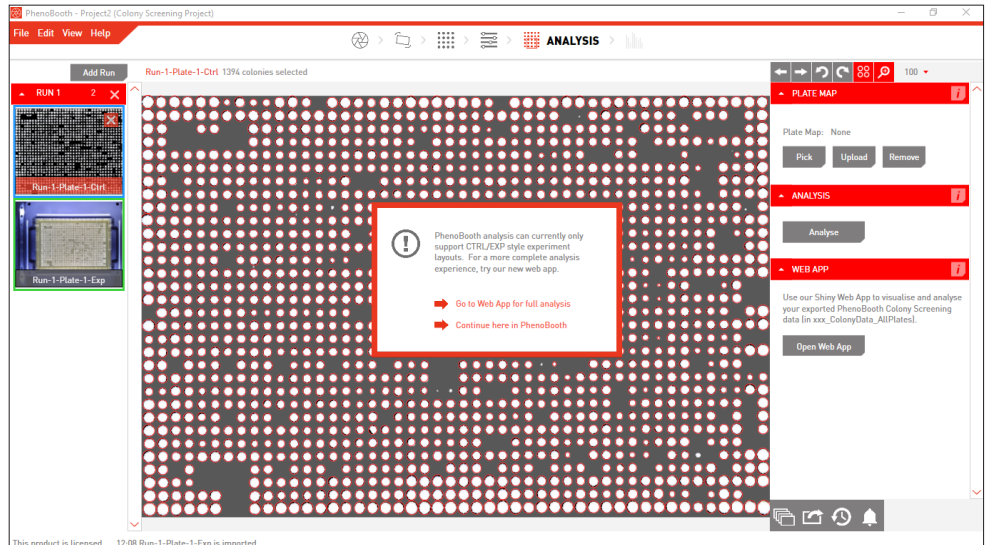 PhenoBooth - Project2 (Colony Screening Project)
File Edit View Help
ANALYSIS
Add Run
Run-1-Plate-1-Ctrl 1394 colonies selected
100
RUN 1 2
Run-1-Plate-1-Ctrl
Run-1-Plate-1-Exp
PhenoBooth analysis can currently only
support CTRL/EXP style experiment
layouts. For a more complete analysis
experience, try our new web app.
Go to Web App for full analysis
Continue here in PhenoBooth
PLATE MAP
Plate Map: None
Pick Upload Remove
ANALYSIS
Analyse
WEB APP
Use our Shiny Web App to visualise and analyse
your exported PhenoBooth Colony Screening
data (in xxx_ColonyData_AllPlates).
Open Web App
This product is licensed 12:08 Run-1-Plate-1-Exp is imported